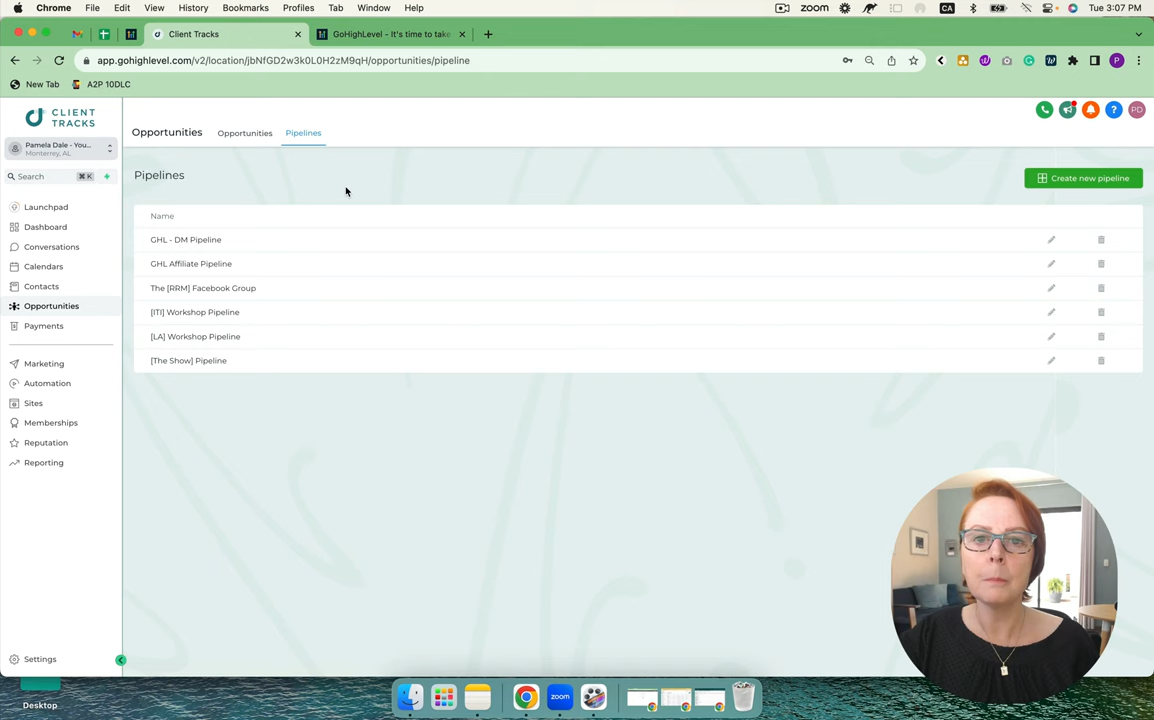 Chrome File Edit View History Bookmarks Profiles Tab Window Help
zoom CA Tue 3:07 PM
Client Tracks
GoHighLevel - It's time to take
app.gohighlevel.com/v2/location/jbNfGD2w3k0L0H2zM9qH/opportunities/pipeline
P
New Tab A2P 10DLC
CLIENT
TRACKS
Opportunities Opportunities Pipelines
PD
Pamela Dale - You...
Monterrey, AL
Search ⌘ K
Pipelines
Create new pipeline
Launchpad
Dashboard
Conversations
Calendars
Contacts
Opportunities
Payments
Marketing
Automation
Sites
Memberships
Reputation
Reporting
Settings
Name
GHL - DM Pipeline
GHL Affiliate Pipeline
The [RRM] Facebook Group
[ITI] Workshop Pipeline
[LA] Workshop Pipeline
[The Show] Pipeline
zoom
Desktop